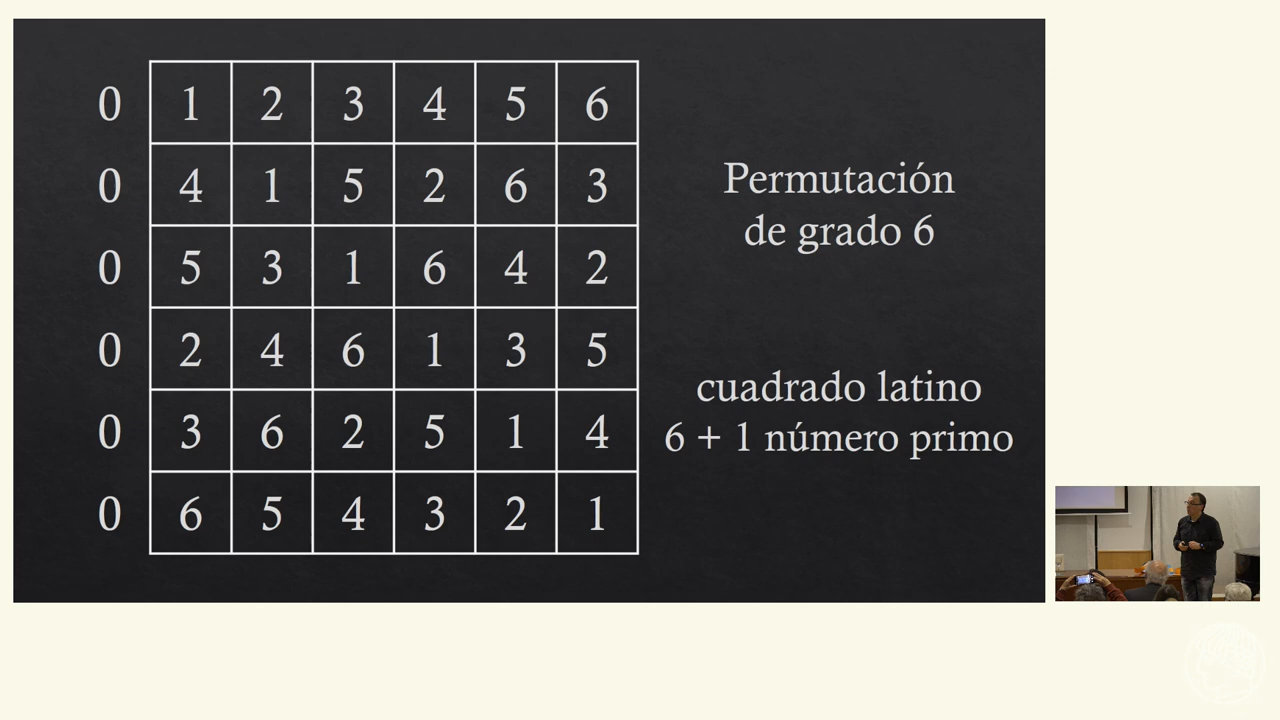 0 1 2 3 4 5 6
0 4 1 5 2 6 3
0 5 3 1 6 4 2
0 2 4 6 1 3 5
0 3 6 2 5 1 4
0 6 5 4 3 2 1
Permutación
de grado 6
cuadrado latino
6 + 1 número primo